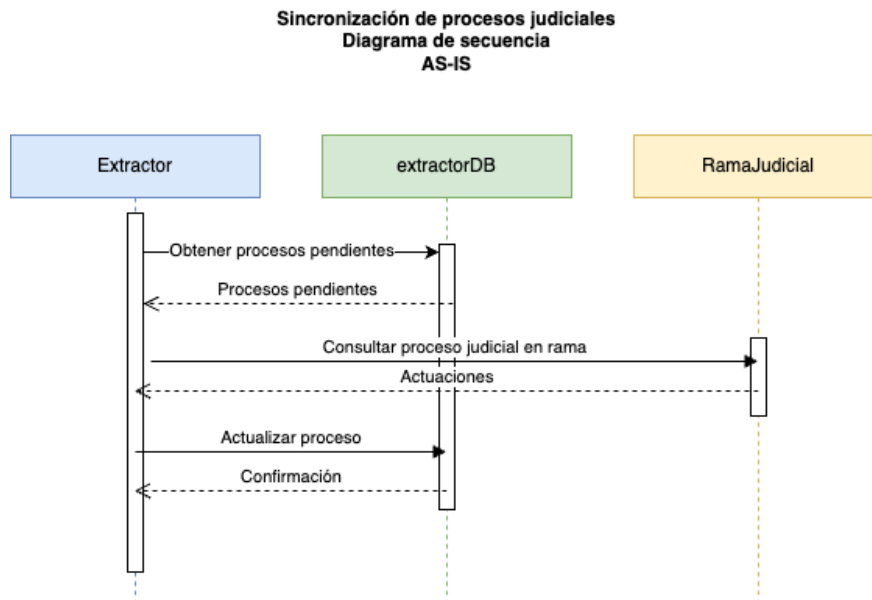 Sincronización de procesos judiciales
Diagrama de secuencia
AS-IS
Extractor
extractorDB
RamaJudicial
Obtener procesos pendientes
Procesos pendientes
Consultar proceso judicial en rama
Actuaciones
Actualizar proceso
Confirmación